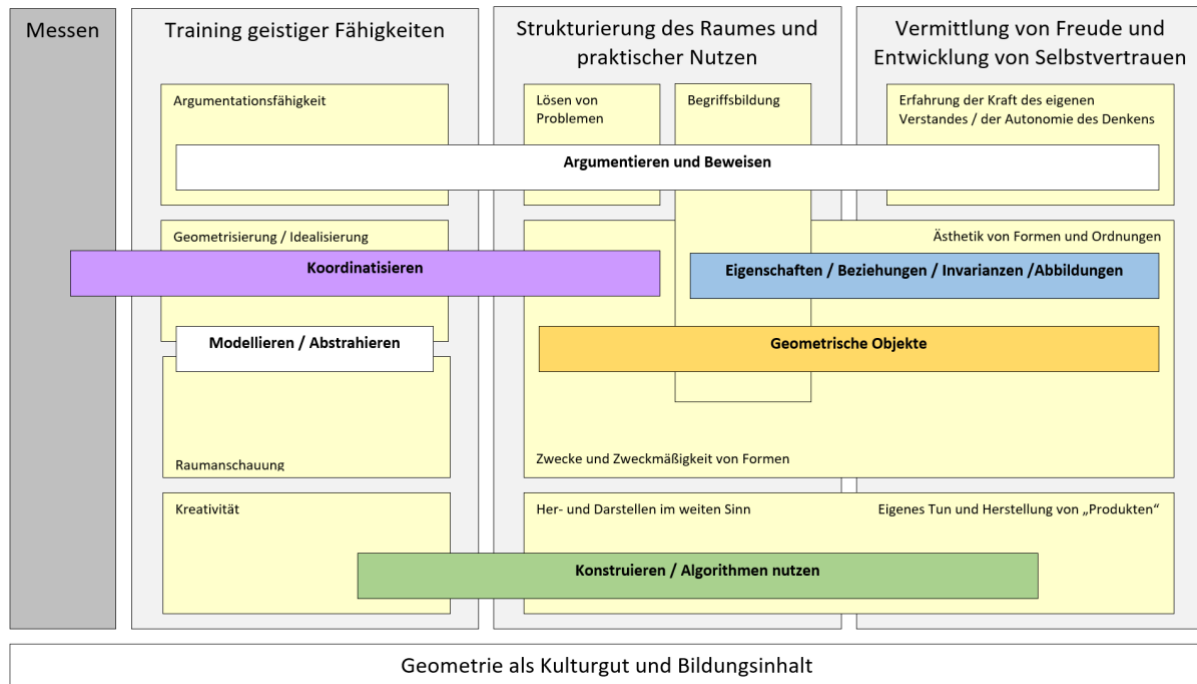 Messen
Training geistiger Fähigkeiten
Strukturierung des Raumes und
praktischer Nutzen
Vermittlung von Freude und
Entwicklung von Selbstvertrauen
Argumentationsfähigkeit
Lösen von
Problemen
Begriffsbildung
Erfahrung der Kraft des eigenen
Verstandes / der Autonomie des Denkens
Argumentieren und Beweisen
Geometrisierung / Idealisierung
Ästhetik von Formen und Ordnungen
Koordinatisieren
Eigenschaften / Beziehungen / Invarianzen /Abbildungen
Modellieren / Abstrahieren
Geometrische Objekte
Raumanschauung
Zwecke und Zweckmäßigkeit von Formen
Kreativität
Her- und Darstellen im weiten Sinn
Eigenes Tun und Herstellung von „Produkten“
Konstruieren / Algorithmen nutzen
Geometrie als Kulturgut und Bildungsinhalt